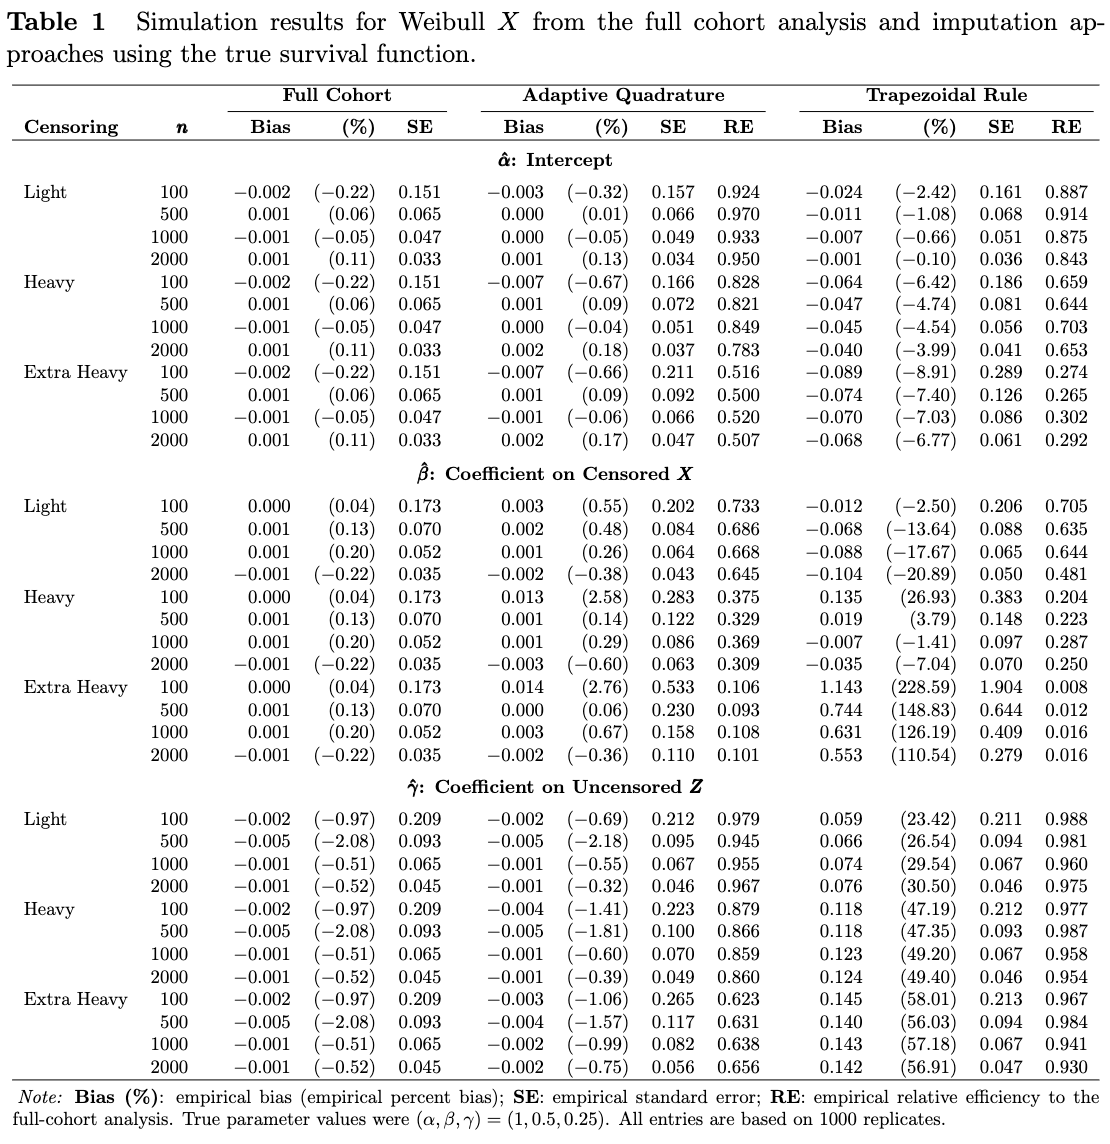 Table 1 Simulation results for Weibull X from the full cohort analysis and imputation ap-
proaches using the true survival function.
Full Cohort Adaptive Quadrature Trapezoidal Rule
Censoring n Bias (%) SE Bias (%) SE RE Bias (%) SE RE
α̂: Intercept
Light 100 −0.002 (−0.22) 0.151 −0.003 (−0.32) 0.157 0.924 −0.024 (−2.42) 0.161 0.887
500 0.001 (0.06) 0.065 0.000 (0.01) 0.066 0.970 −0.011 (−1.08) 0.068 0.914
1000 −0.001 (−0.05) 0.047 0.000 (−0.05) 0.049 0.933 −0.007 (−0.66) 0.051 0.875
2000 0.001 (0.11) 0.033 0.001 (0.13) 0.034 0.950 −0.001 (−0.10) 0.036 0.843
Heavy 100 −0.002 (−0.22) 0.151 −0.007 (−0.67) 0.166 0.828 −0.064 (−6.42) 0.186 0.659
500 0.001 (0.06) 0.065 0.001 (0.09) 0.072 0.821 −0.047 (−4.74) 0.081 0.644
1000 −0.001 (−0.05) 0.047 0.000 (−0.04) 0.051 0.849 −0.045 (−4.54) 0.056 0.703
2000 0.001 (0.11) 0.033 0.002 (0.18) 0.037 0.783 −0.040 (−3.99) 0.041 0.653
Extra Heavy 100 −0.002 (−0.22) 0.151 −0.007 (−0.66) 0.211 0.516 −0.089 (−8.91) 0.289 0.274
500 0.001 (0.06) 0.065 0.001 (0.09) 0.092 0.500 −0.074 (−7.40) 0.126 0.265
1000 −0.001 (−0.05) 0.047 −0.001 (−0.06) 0.066 0.520 −0.070 (−7.03) 0.086 0.302
2000 0.001 (0.11) 0.033 0.002 (0.17) 0.047 0.507 −0.068 (−6.77) 0.061 0.292
β̂: Coefficient on Censored X
Light 100 0.000 (0.04) 0.173 0.003 (0.55) 0.202 0.733 −0.012 (−2.50) 0.206 0.705
500 0.001 (0.13) 0.070 0.002 (0.48) 0.084 0.686 −0.068 (−13.64) 0.088 0.635
1000 0.001 (0.20) 0.052 0.001 (0.26) 0.064 0.668 −0.088 (−17.67) 0.065 0.644
2000 −0.001 (−0.22) 0.035 −0.002 (−0.38) 0.043 0.645 −0.104 (−20.89) 0.050 0.481
Heavy 100 0.000 (0.04) 0.173 0.013 (2.58) 0.283 0.375 0.135 (26.93) 0.383 0.204
500 0.001 (0.13) 0.070 0.001 (0.14) 0.122 0.329 0.019 (3.79) 0.148 0.223
1000 0.001 (0.20) 0.052 0.001 (0.29) 0.086 0.369 −0.007 (−1.41) 0.097 0.287
2000 −0.001 (−0.22) 0.035 −0.003 (−0.60) 0.063 0.309 −0.035 (−7.04) 0.070 0.250
Extra Heavy 100 0.000 (0.04) 0.173 0.014 (2.76) 0.533 0.106 1.143 (228.59) 1.904 0.008
500 0.001 (0.13) 0.070 0.000 (0.06) 0.230 0.093 0.744 (148.83) 0.644 0.012
1000 0.001 (0.20) 0.052 0.003 (0.67) 0.158 0.108 0.631 (126.19) 0.409 0.016
2000 −0.001 (−0.22) 0.035 −0.002 (−0.36) 0.110 0.101 0.553 (110.54) 0.279 0.016
γ̂: Coefficient on Uncensored Z
Light 100 −0.002 (−0.97) 0.209 −0.002 (−0.69) 0.212 0.979 0.059 (23.42) 0.211 0.988
500 −0.005 (−2.08) 0.093 −0.005 (−2.18) 0.095 0.945 0.066 (26.54) 0.094 0.981
1000 −0.001 (−0.51) 0.065 −0.001 (−0.55) 0.067 0.955 0.074 (29.54) 0.067 0.960
2000 −0.001 (−0.52) 0.045 −0.001 (−0.32) 0.046 0.967 0.076 (30.50) 0.046 0.975
Heavy 100 −0.002 (−0.97) 0.209 −0.004 (−1.41) 0.223 0.879 0.118 (47.19) 0.212 0.977
500 −0.005 (−2.08) 0.093 −0.005 (−1.81) 0.100 0.866 0.118 (47.35) 0.093 0.987
1000 −0.001 (−0.51) 0.065 −0.001 (−0.60) 0.070 0.859 0.123 (49.20) 0.067 0.958
2000 −0.001 (−0.52) 0.045 −0.001 (−0.39) 0.049 0.860 0.124 (49.40) 0.046 0.954
Extra Heavy 100 −0.002 (−0.97) 0.209 −0.003 (−1.06) 0.265 0.623 0.145 (58.01) 0.213 0.967
500 −0.005 (−2.08) 0.093 −0.004 (−1.57) 0.117 0.631 0.140 (56.03) 0.094 0.984
1000 −0.001 (−0.51) 0.065 −0.002 (−0.99) 0.082 0.638 0.143 (57.18) 0.067 0.941
2000 −0.001 (−0.52) 0.045 −0.002 (−0.75) 0.056 0.656 0.142 (56.91) 0.047 0.930
Note: Bias (%): empirical bias (empirical percent bias); SE: empirical standard error; RE: empirical relative efficiency to the
full-cohort analysis. True parameter values were (α, β, γ) = (1, 0.5, 0.25). All entries are based on 1000 replicates.